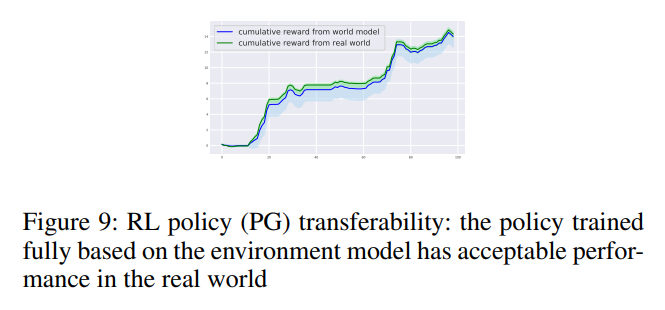 cumulative reward from world model
cumulative reward from real world
14
12
10
8
6
4
2
0
0 20 40 60 80 100
Figure 9: RL policy (PG) transferability: the policy trained
fully based on the environment model has acceptable perfor-
mance in the real world